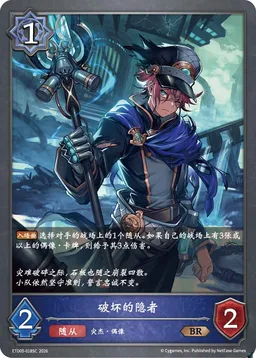 1
入场曲 选择对手的战场上的1个随从。如果自己的战场上有3张或
以上的偶像·卡牌,则给予其3点伤害。
灾难破碎之际,石板也随之崩裂四散。
小队依然坚守准则,誓言忠诚不变。
破坏的隐者
2
随从
灾杰·偶像
BR
2
© Cygames, Inc. Published by NetEase Games